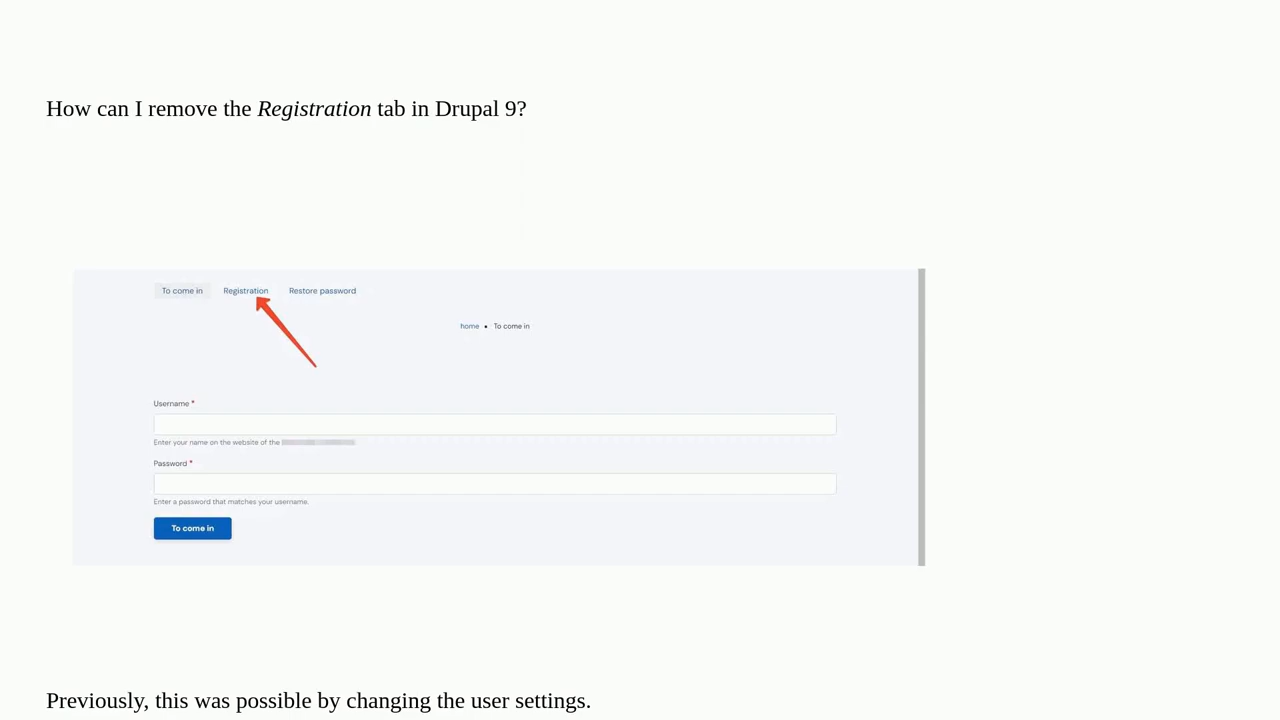 How can I remove the Registration tab in Drupal 9?
To come in Registration Restore password
home • To come in
Username *
Enter your name on the website of the
Password *
Enter a password that matches your username.
To come in
Previously, this was possible by changing the user settings.